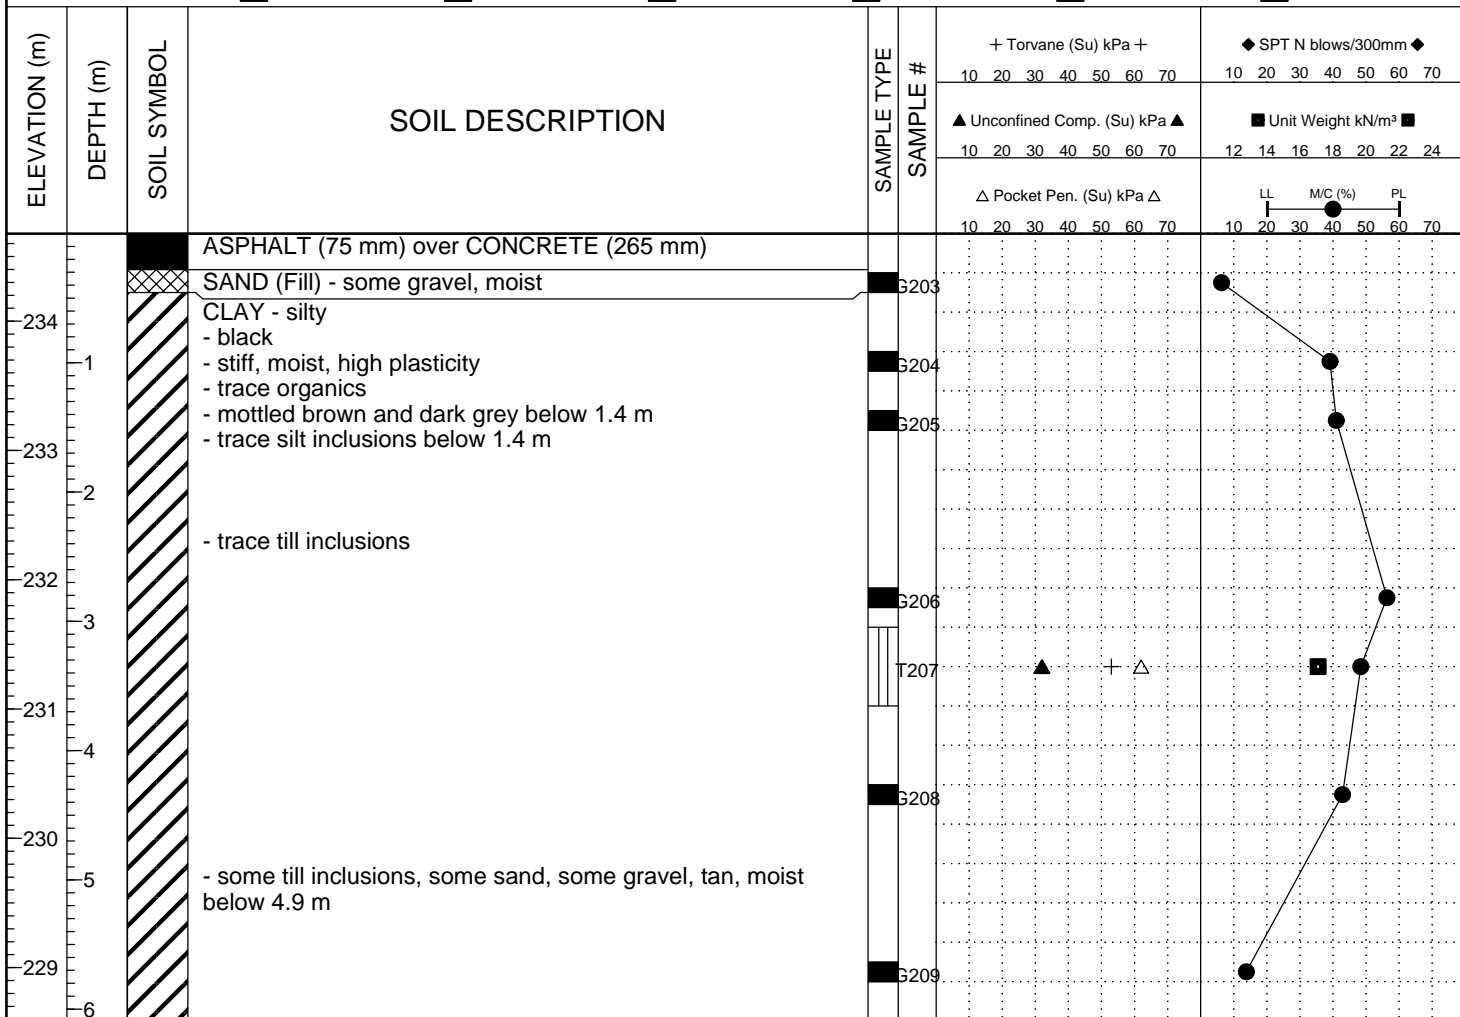 ELEVATION (m)
DEPTH (m)
SOIL SYMBOL
SOIL DESCRIPTION
SAMPLE TYPE
SAMPLE #
+ Torvane (Su) kPa +
10 20 30 40 50 60 70
▲ Unconfined Comp. (Su) kPa ▲
10 20 30 40 50 60 70
△ Pocket Pen. (Su) kPa △
10 20 30 40 50 60 70
◆ SPT N blows/300mm ◆
10 20 30 40 50 60 70
■ Unit Weight kN/m³ ■
12 14 16 18 20 22 24
LL M/C (%) PL
10 20 30 40 50 60 70
ASPHALT (75 mm) over CONCRETE (265 mm)
SAND (Fill) - some gravel, moist
G203
CLAY - silty
234
- black
1
- stiff, moist, high plasticity
G204
- trace organics
- mottled brown and dark grey below 1.4 m
G205
- trace silt inclusions below 1.4 m
233
2
- trace till inclusions
232
G206
3
T207
231
4
G208
230
5
- some till inclusions, some sand, some gravel, tan, moist
below 4.9 m
229
G209
6